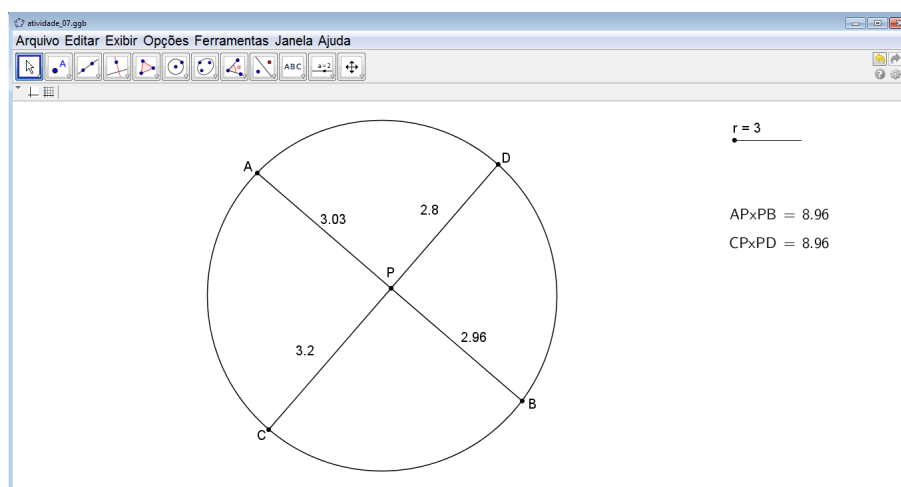 atividade_07.ggb
Arquivo Editar Exibir Opções Ferramentas Janela Ajuda
A
ABC
a=2
r = 3
A
D
3.03
2.8
APxPB = 8.96
CPxPD = 8.96
P
3.2
2.96
B
C